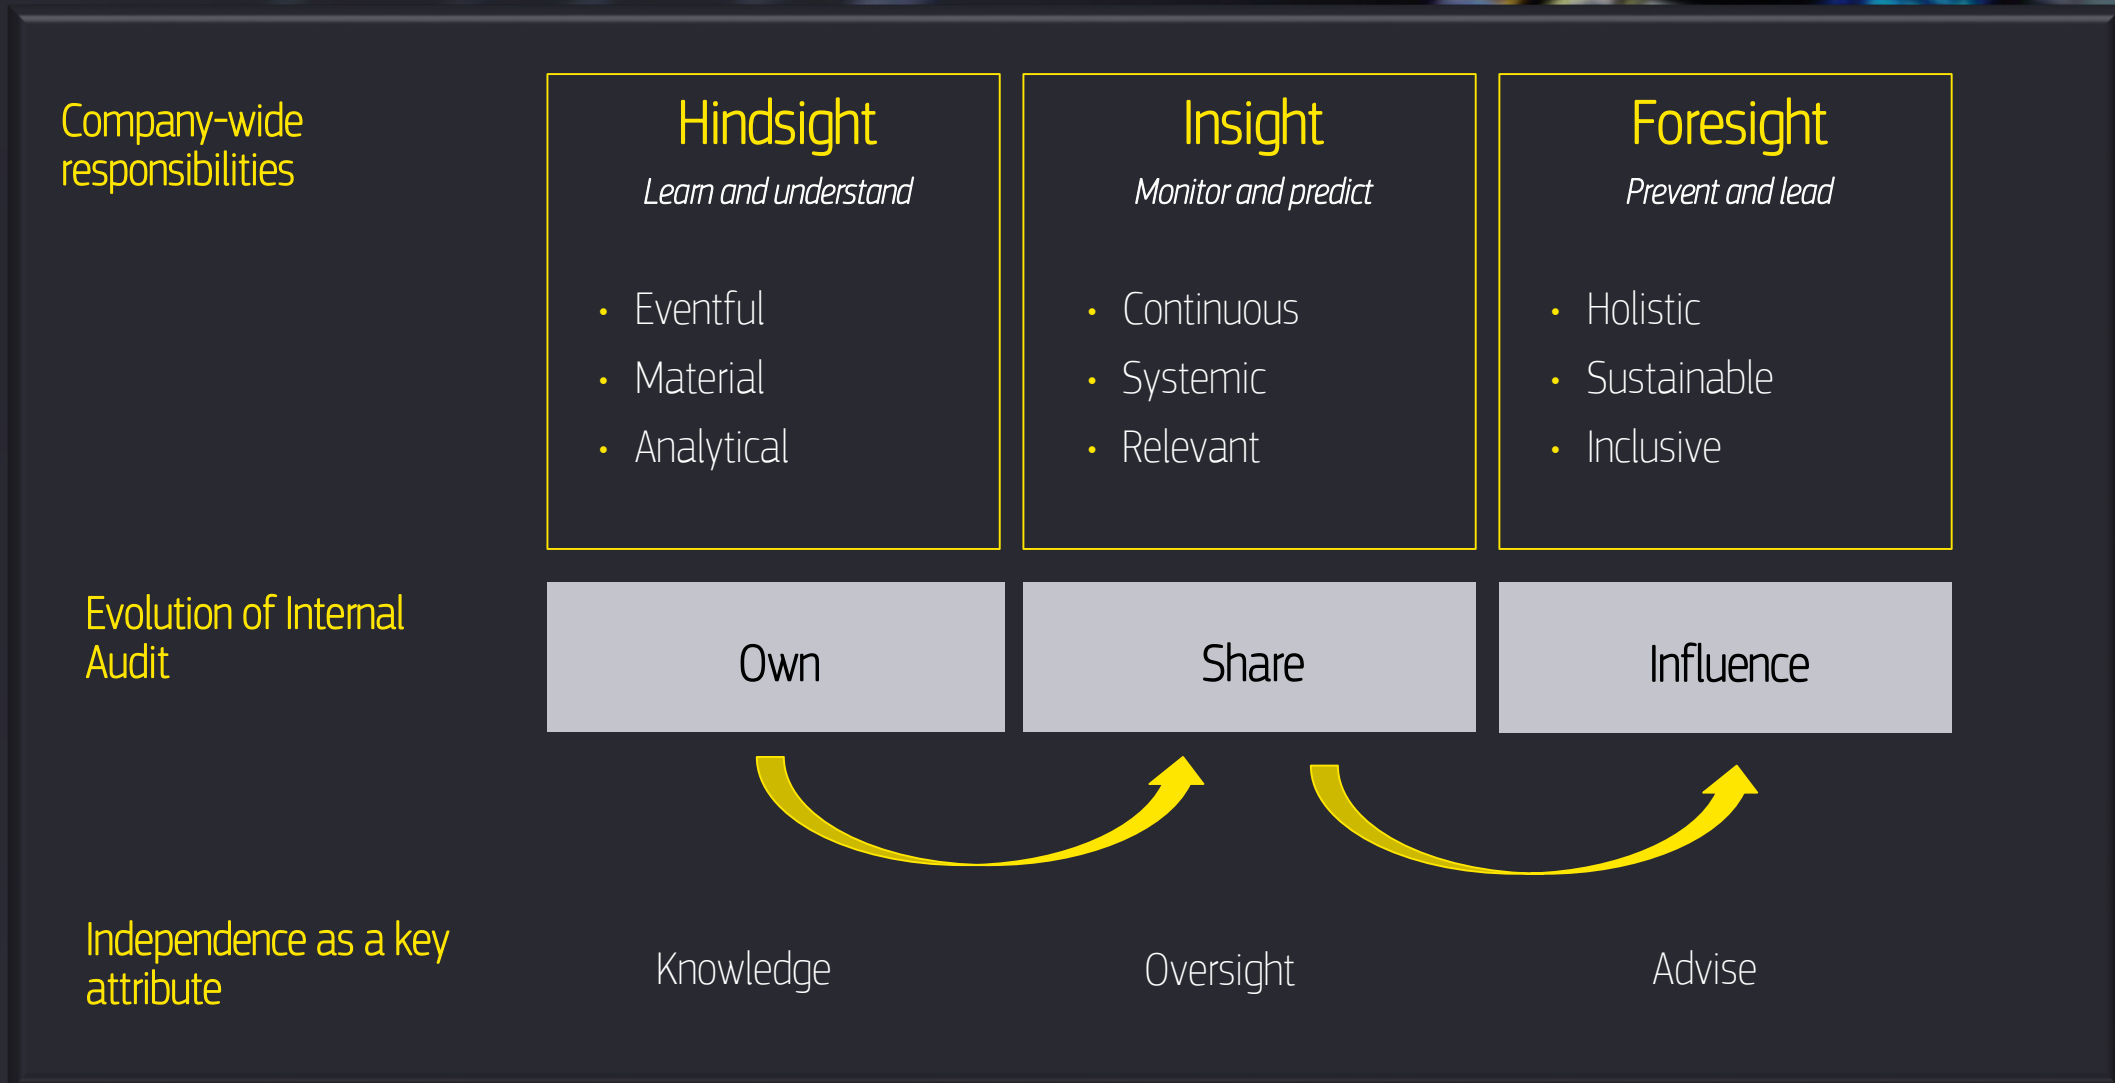 Company-wide
responsibilities
Hindsight
Learn and understand
• Eventful
• Material
• Analytical
Insight
Monitor and predict
• Continuous
• Systemic
• Relevant
Foresight
Prevent and lead
• Holistic
• Sustainable
• Inclusive
Evolution of Internal
Audit
Own
Share
Influence
Independence as a key
attribute
Knowledge
Oversight
Advise